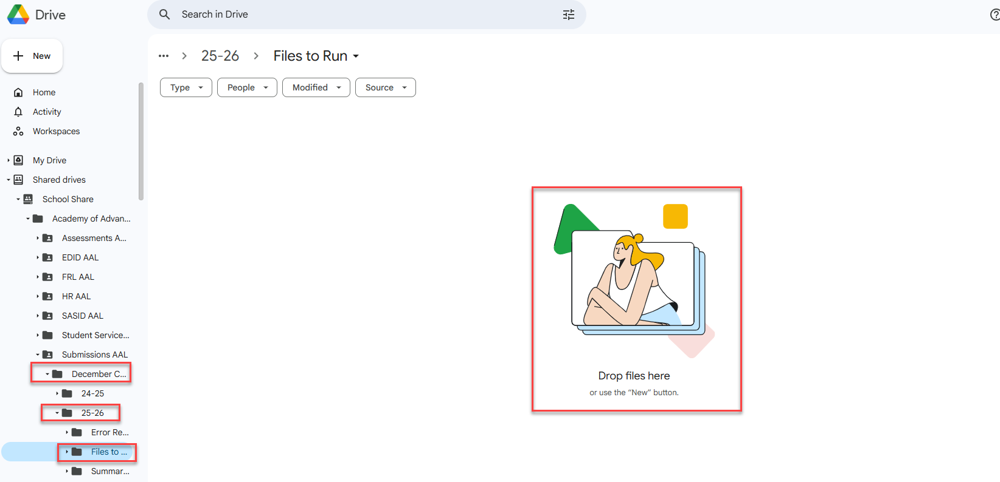 Drive
Search in Drive
New
25-26
Files to Run
Type
People
Modified
Source
Home
Activity
Workspaces
My Drive
Shared drives
School Share
Academy of Advan...
Assessments A...
EDID AAL
FRL AAL
HR AAL
SASID AAL
Student Service...
Submissions AAL
December C...
24-25
25-26
Error Re...
Files to ...
Summar...
Drop files here
or use the “New” button.